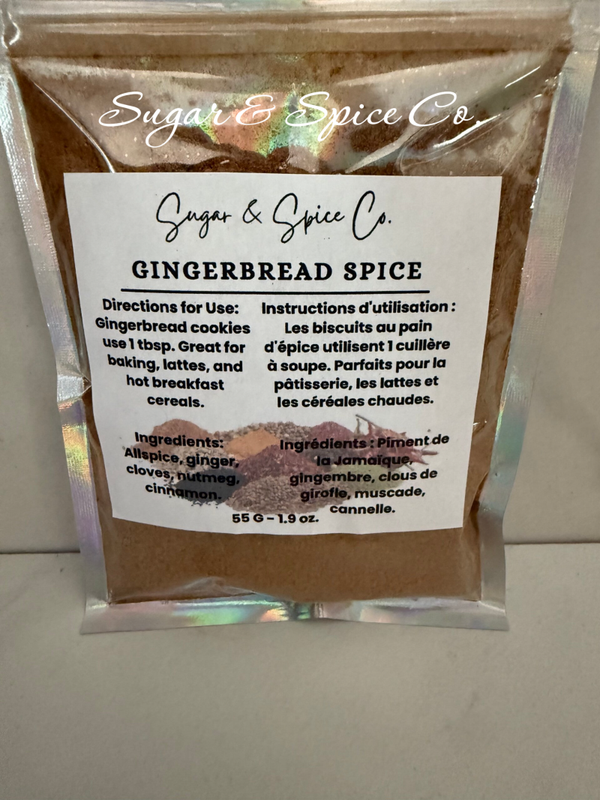 Sugar & Spice Co.
Sugar & Spice Co.
GINGERBREAD SPICE
Directions for Use:
Gingerbread cookies
use 1 tbsp. Great for
baking, lattes, and
hot breakfast
cereals.
Instructions d'utilisation :
Les biscuits au pain
d'épice utilisent 1 cuillère
à soupe. Parfaits pour la
pâtisserie, les lattes et
les céréales chaudes.
Ingredients:
Allspice, ginger,
cloves, nutmeg,
cinnamon.
Ingrédients : Piment de
la Jamaïque,
gingembre, clous de
girofle, muscade,
cannelle.
55 G - 1.9 oz.